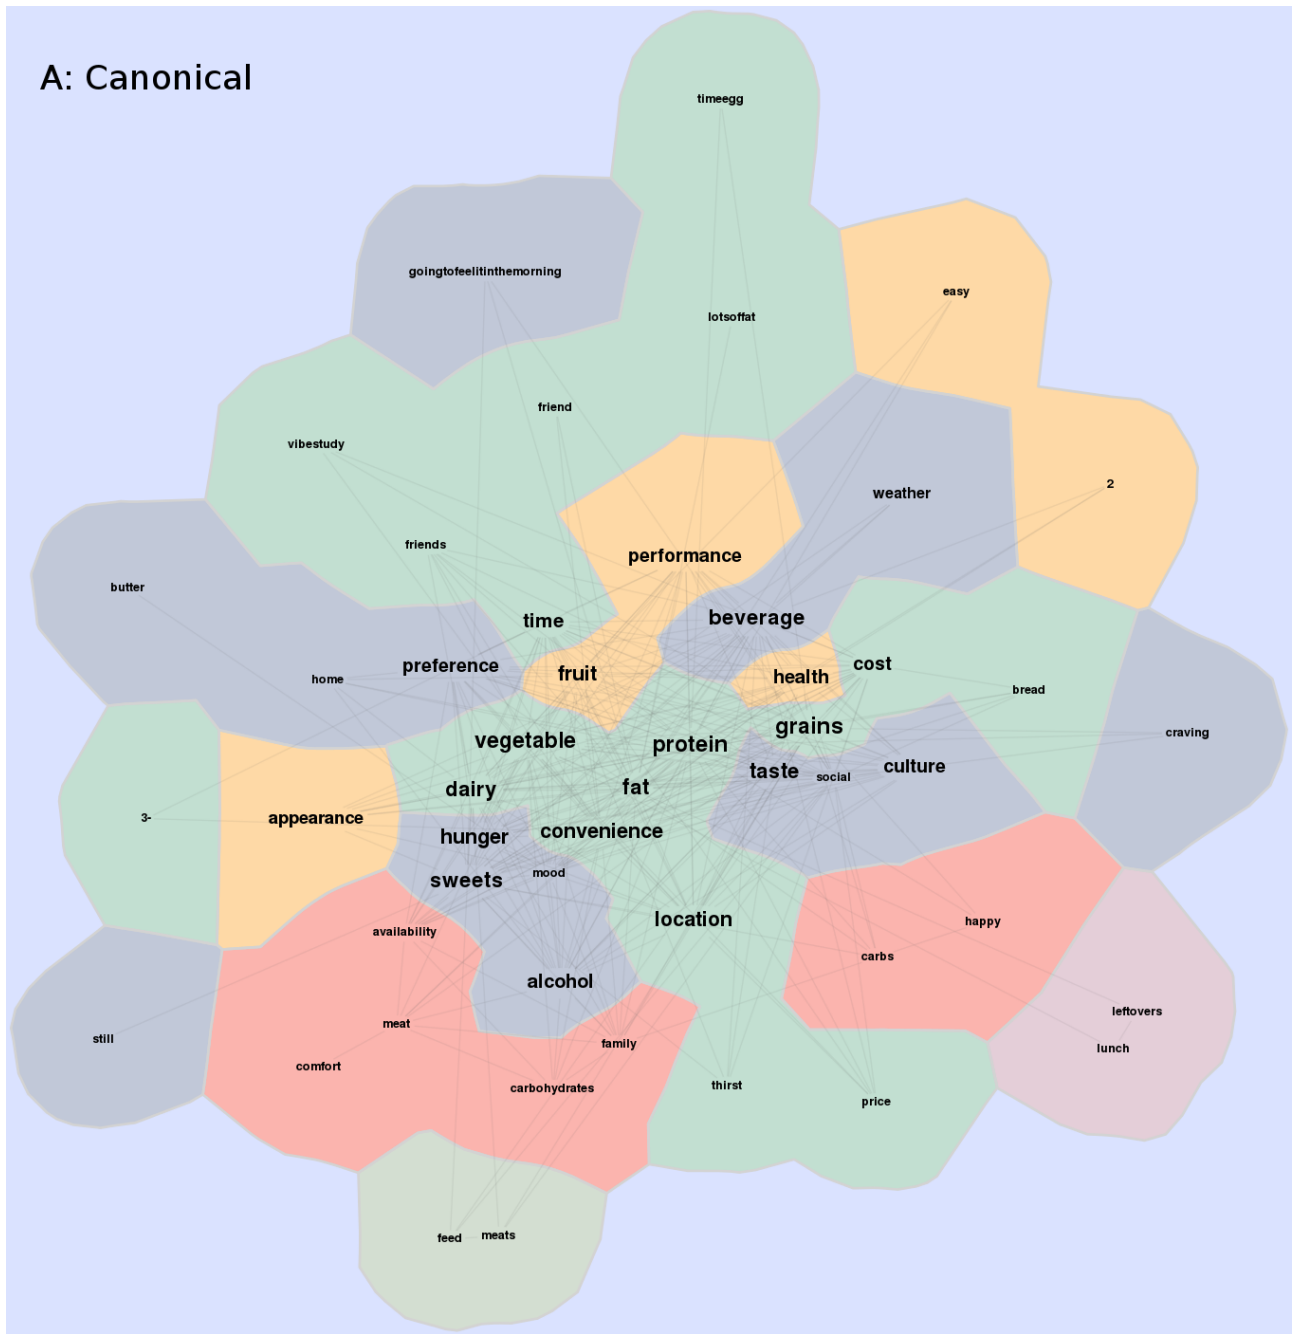 A: Canonical
timeegg
goingtofeelitinthemorning
easy
lotsoffat
friend
vibestudy
2
weather
friends
performance
butter
time
beverage
preference
cost
home
fruit
health
bread
grains
craving
vegetable
protein
culture
taste
social
dairy
fat
3-
appearance
convenience
hunger
mood
sweets
location
happy
availability
carbs
alcohol
leftovers
meat
still
family
lunch
comfort
carbohydrates
thirst
price
feed
meats